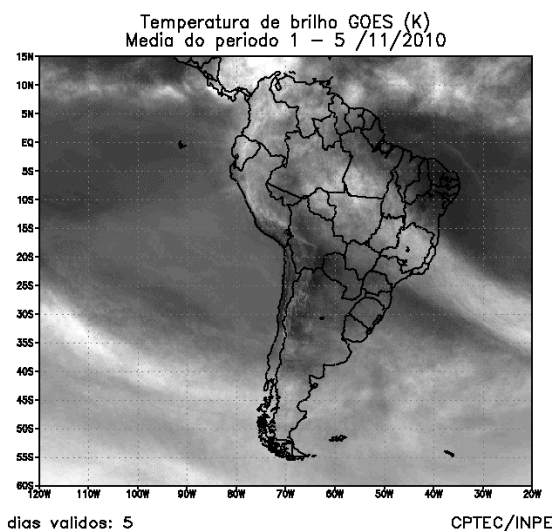 Temperatura de brilho GOES (K)
Media do periodo 1 – 5 /11/2010
15N
10N
5N
EQ
5S
10S
15S
20S
25S
30S
35S
40S
45S
50S
55S
60S
120W 110W 100W 90W 80W 70W 60W 50W 40W 30W 20W
dias validos: 5 CPTEC/INPE